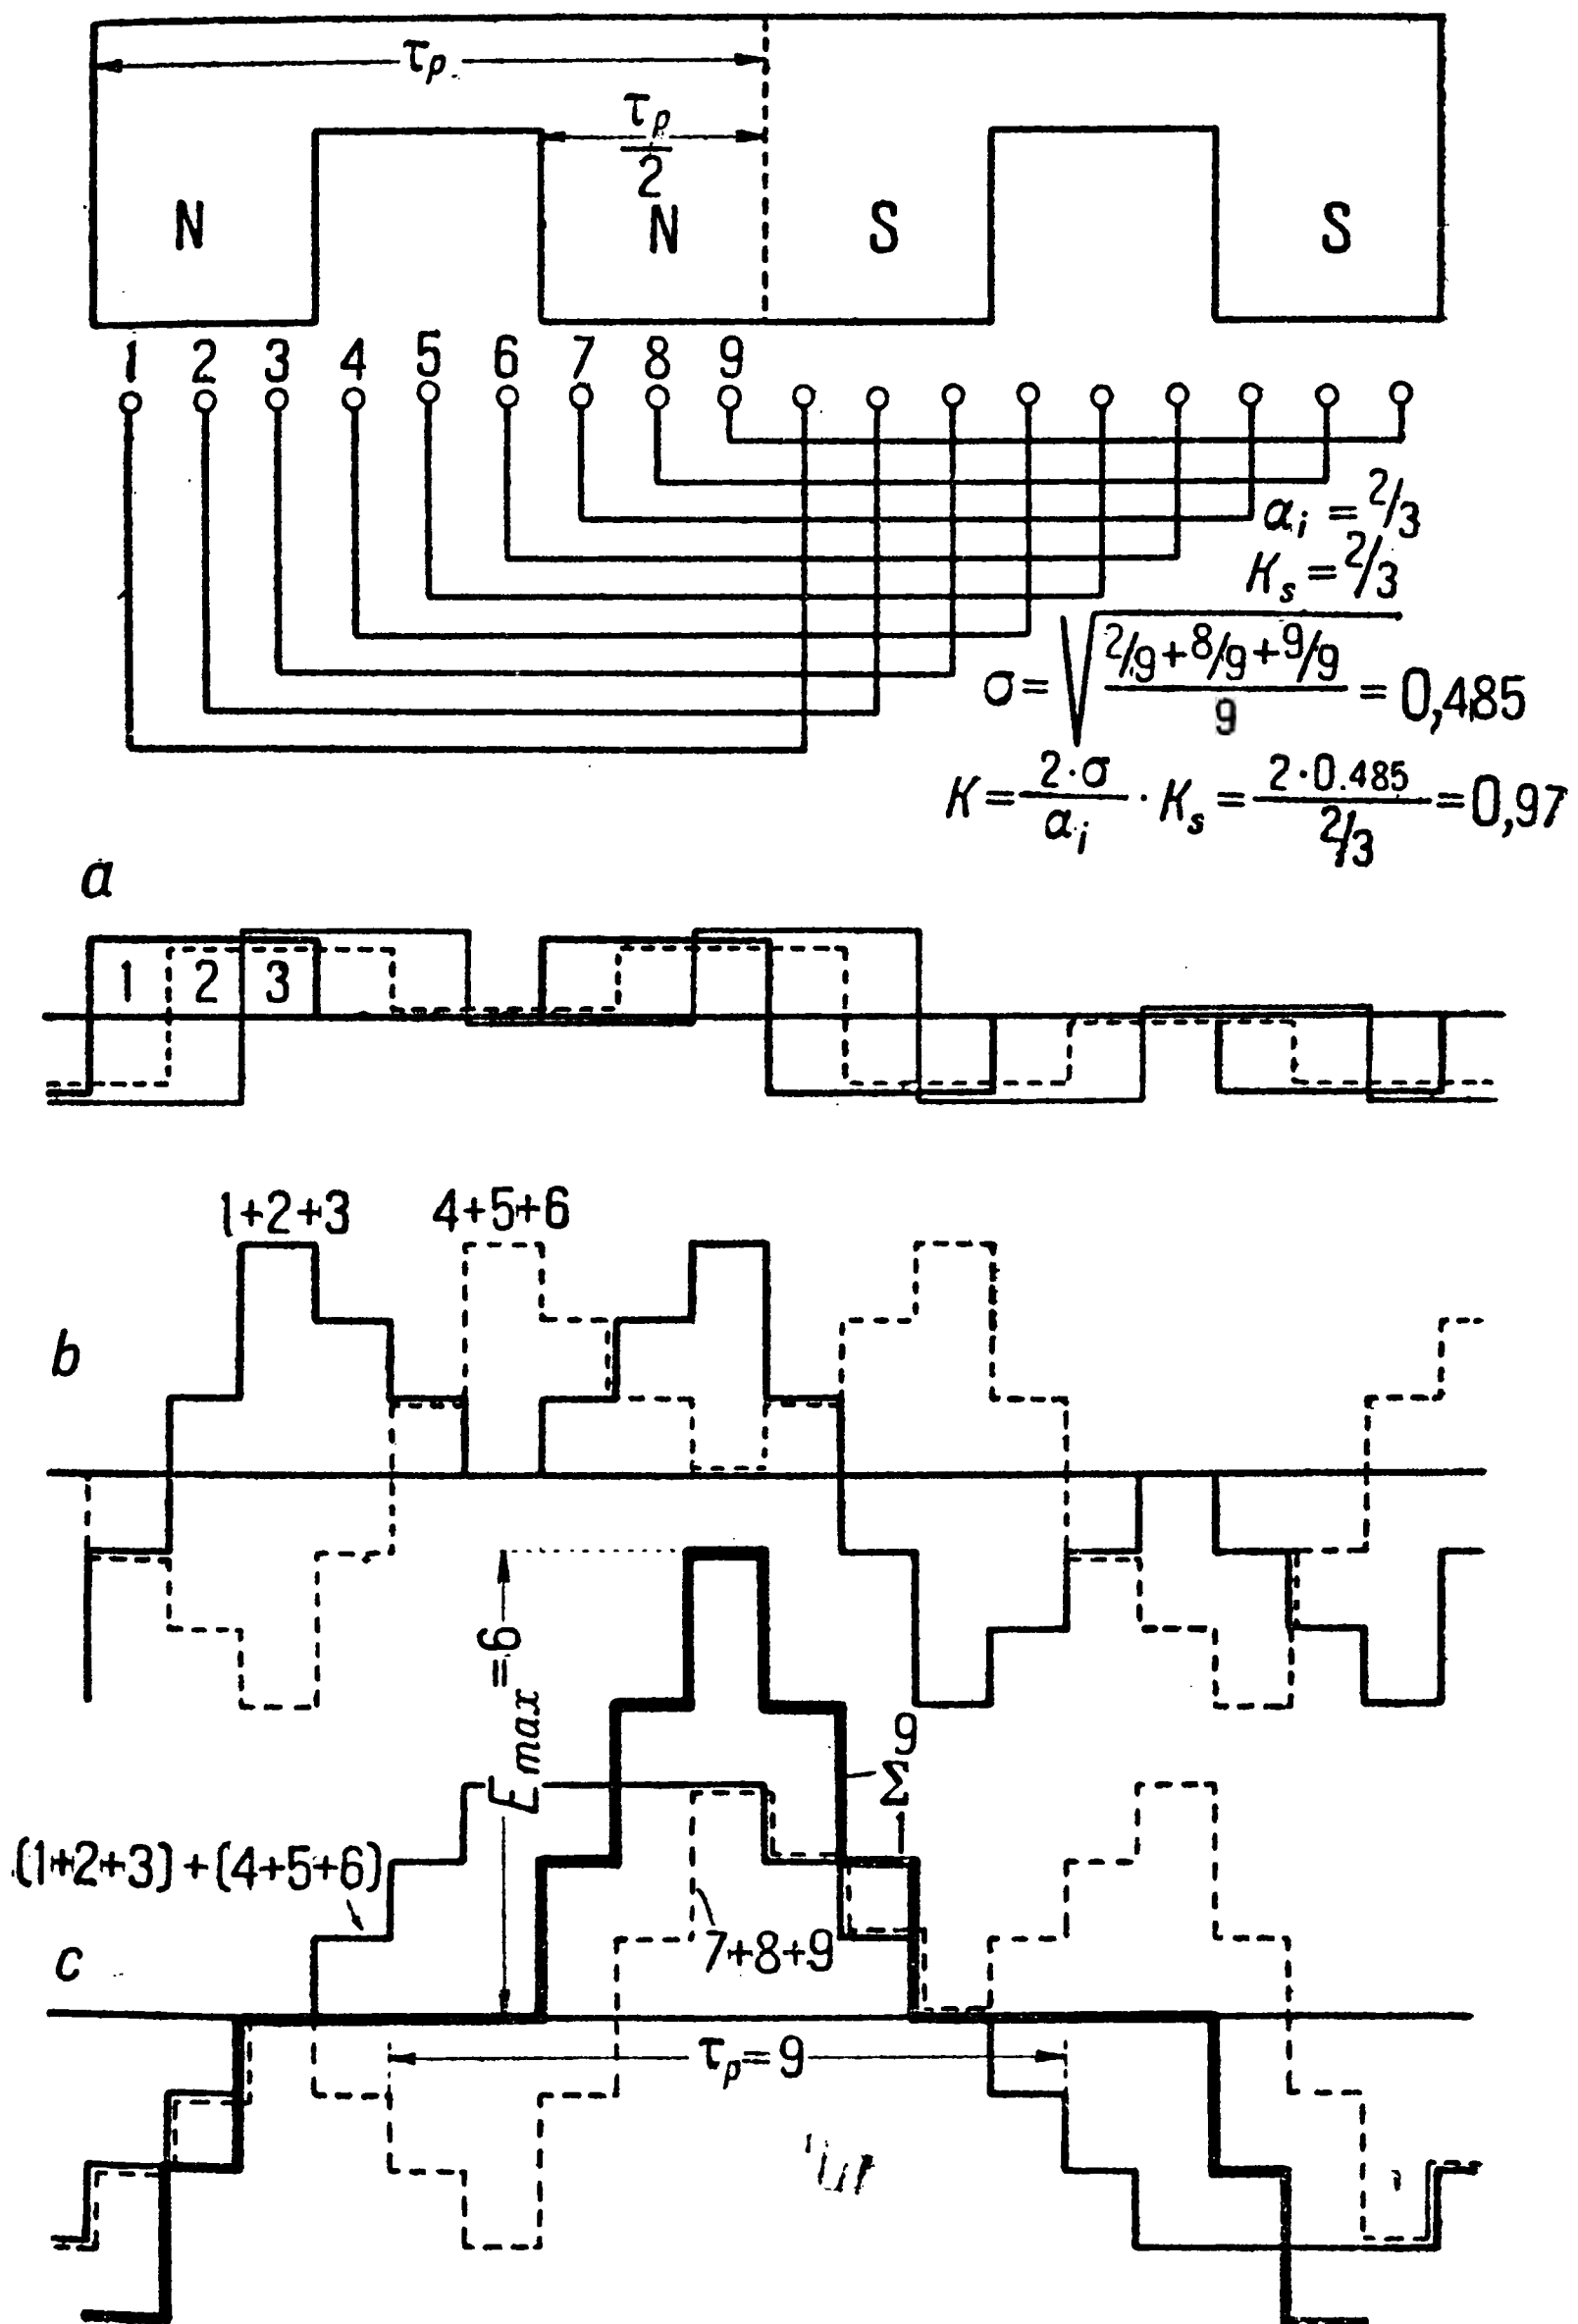 τp
τp/2
N N S S
1 2 3 4 5 6 7 8 9
αi = 2/3
Ks = 2/3
σ = √((2/9+8/9+9/9)/9) = 0,485
K = (2·σ/αi) · Ks = (2·0.485)/(2/3) = 0,97
a
1 2 3
1+2+3 4+5+6
b
Emax=6
9
Σ
1
(1+2+3)+(4+5+6)
7+8+9
c
τp=9